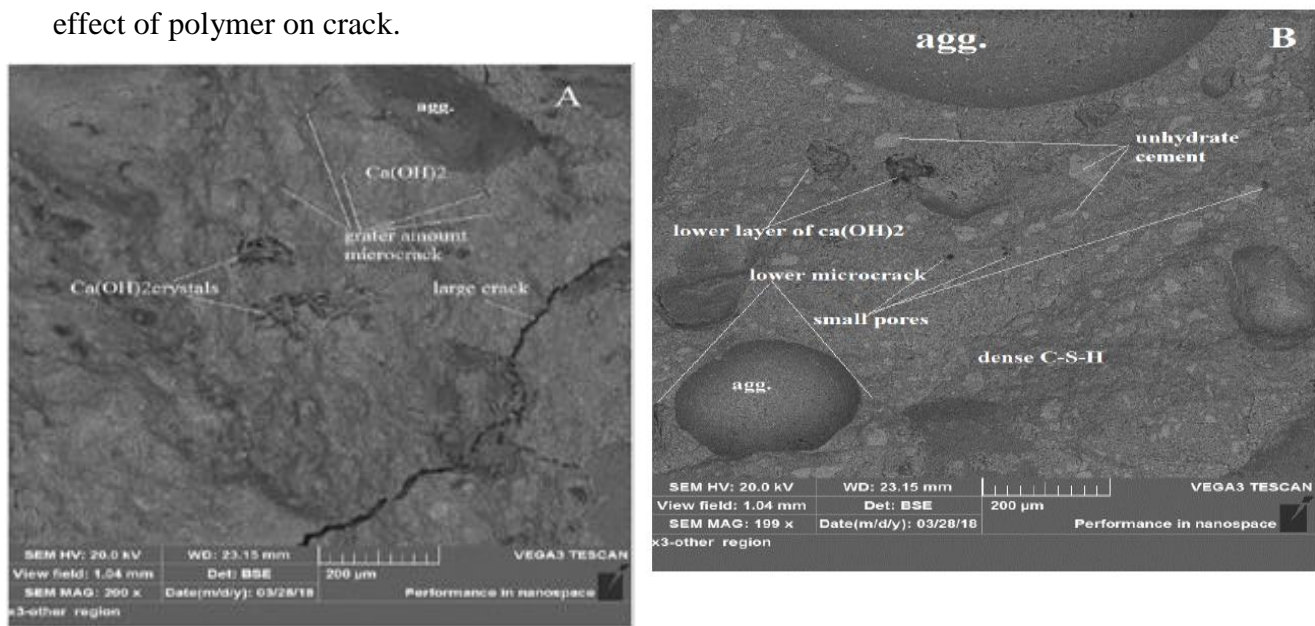 effect of polymer on crack.
A
agg.
Ca(OH)2
grater amount
microcrack
Ca(OH)2crystals
large crack
SEM HV: 20.0 kV WD: 23.15 mm VEGA3 TESCAN
View field: 1.04 mm Det: BSE 200 µm
SEM MAG: 200 x Date(m/d/y): 03/28/18 Performance in nanospace
x3-other region
agg. B
unhydrate
cement
lower layer of ca(OH)2
lower microcrack
small pores
dense C-S-H
agg.
SEM HV: 20.0 kV WD: 23.15 mm VEGA3 TESCAN
View field: 1.04 mm Det: BSE 200 µm
SEM MAG: 199 x Date(m/d/y): 03/28/18 Performance in nanospace
x3-other region